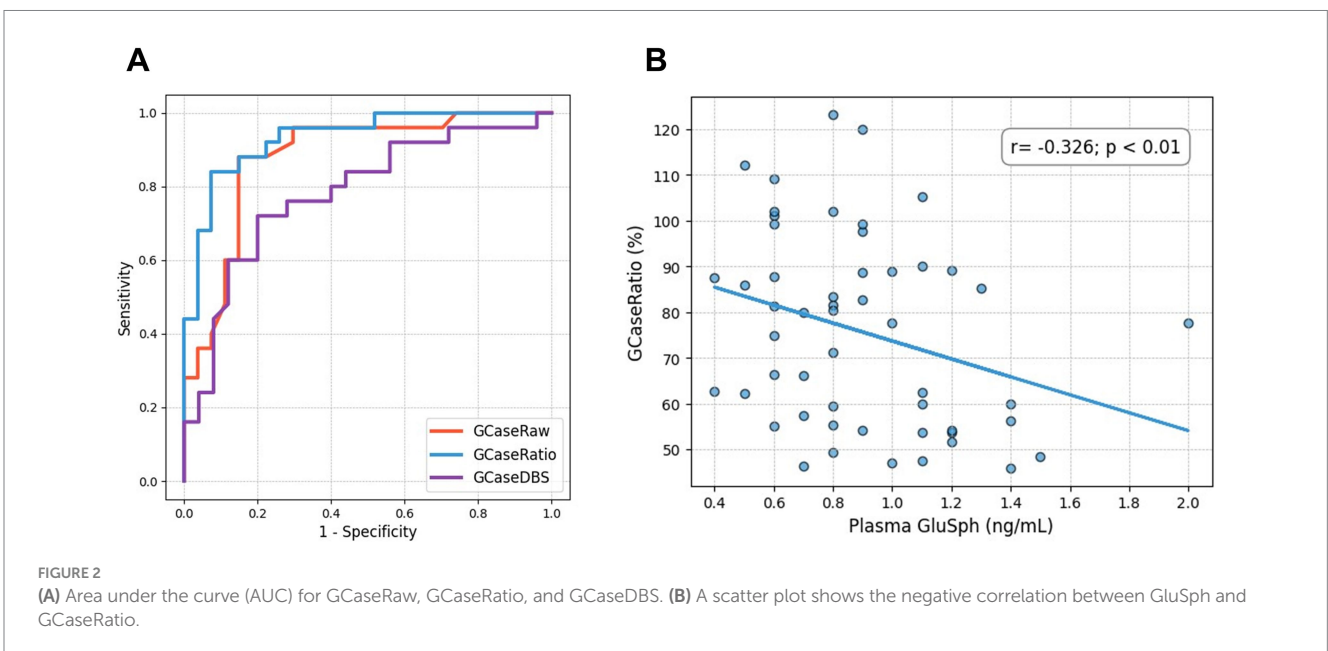 A
B
1.0
0.8
0.6
0.4
0.2
0.0
Sensitivity
GCaseRaw
GCaseRatio
GCaseDBS
0.0 0.2 0.4 0.6 0.8 1.0
1 - Specificity
120
110
100
90
80
70
60
50
GCaseRatio (%)
r= -0.326; p < 0.01
0.4 0.6 0.8 1.0 1.2 1.4 1.6 1.8 2.0
Plasma GluSph (ng/mL)
FIGURE 2
(A) Area under the curve (AUC) for GCaseRaw, GCaseRatio, and GCaseDBS. (B) A scatter plot shows the negative correlation between GluSph and
GCaseRatio.